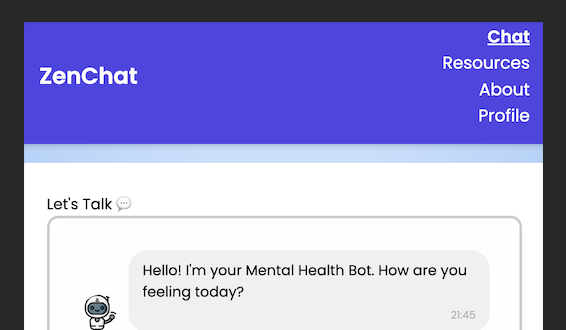 Chat
Resources
ZenChat
About
Profile
Let's Talk 💬
Hello! I'm your Mental Health Bot. How are you
feeling today?
21:45